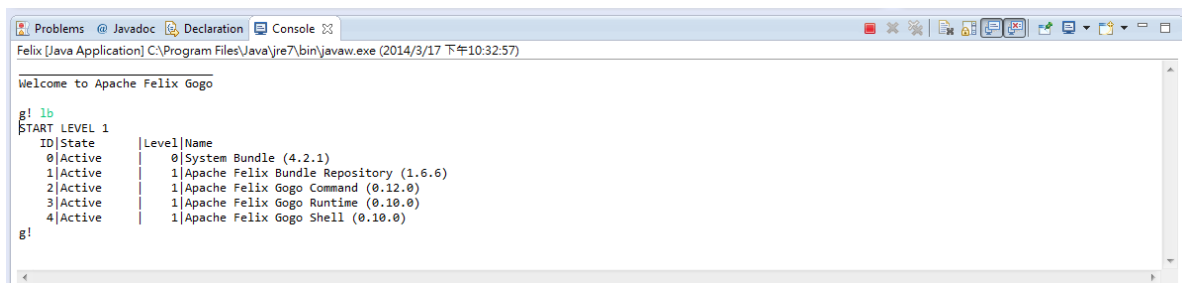 Problems @ Javadoc Declaration Console
Felix [Java Application] C:\Program Files\Java\jre7\bin\javaw.exe (2014/3/17 下午10:32:57)
Welcome to Apache Felix Gogo
g! lb
START LEVEL 1
ID|State |Level|Name
0|Active | 0|System Bundle (4.2.1)
1|Active | 1|Apache Felix Bundle Repository (1.6.6)
2|Active | 1|Apache Felix Gogo Command (0.12.0)
3|Active | 1|Apache Felix Gogo Runtime (0.10.0)
4|Active | 1|Apache Felix Gogo Shell (0.10.0)
g!